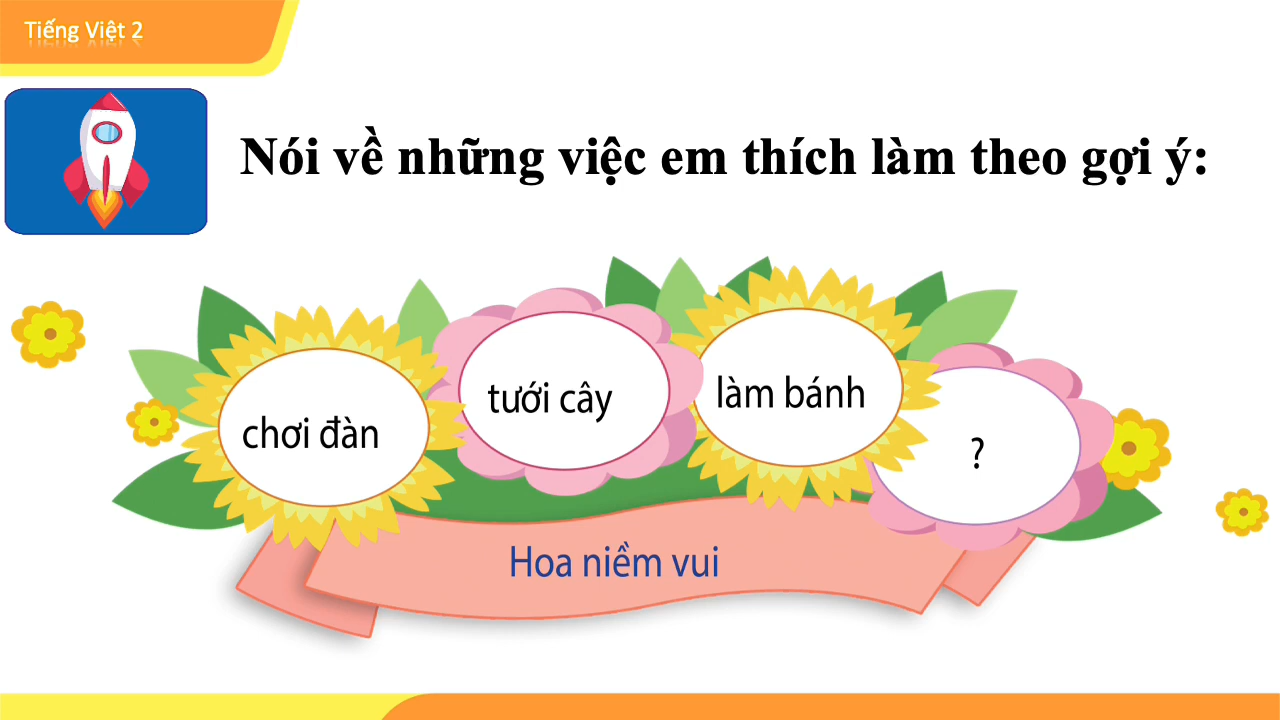 Tiếng Việt 2
Nói về những việc em thích làm theo gợi ý:
chơi đàn
tưới cây
làm bánh
?
Hoa niềm vui